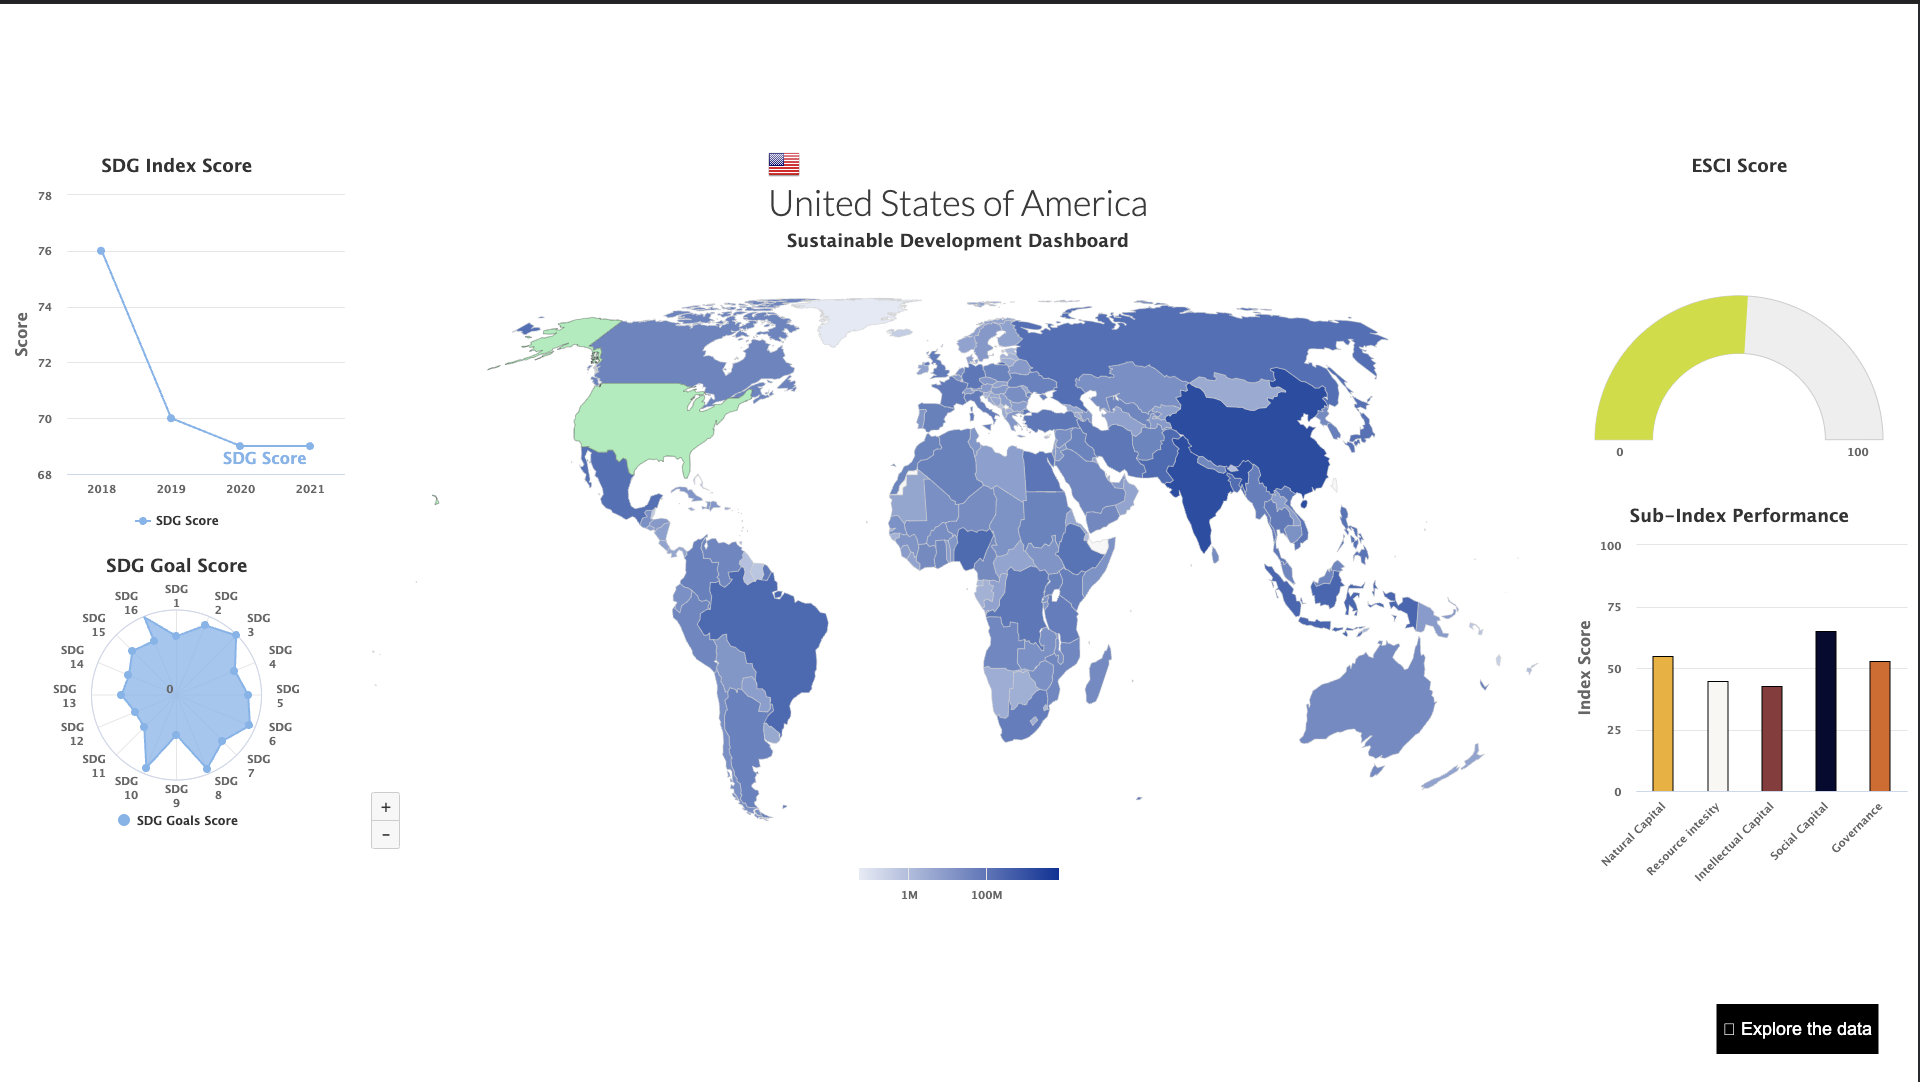 SDG Index Score
78
76
74
72
70
68
Score
SDG Score
2018
2019
2020
2021
SDG Score
SDG Goal Score
SDG
1
SDG
2
SDG
3
SDG
4
SDG
5
SDG
6
SDG
7
SDG
8
SDG
9
SDG
10
SDG
11
SDG
12
SDG
13
SDG
14
SDG
15
SDG
16
0
SDG Goals Score
United States of America
Sustainable Development Dashboard
+
-
1M
100M
ESCI Score
0
100
Sub-Index Performance
100
75
50
25
0
Index Score
Natural Capital
Resource intesity
Intellectual Capital
Social Capital
Governance
Explore the data